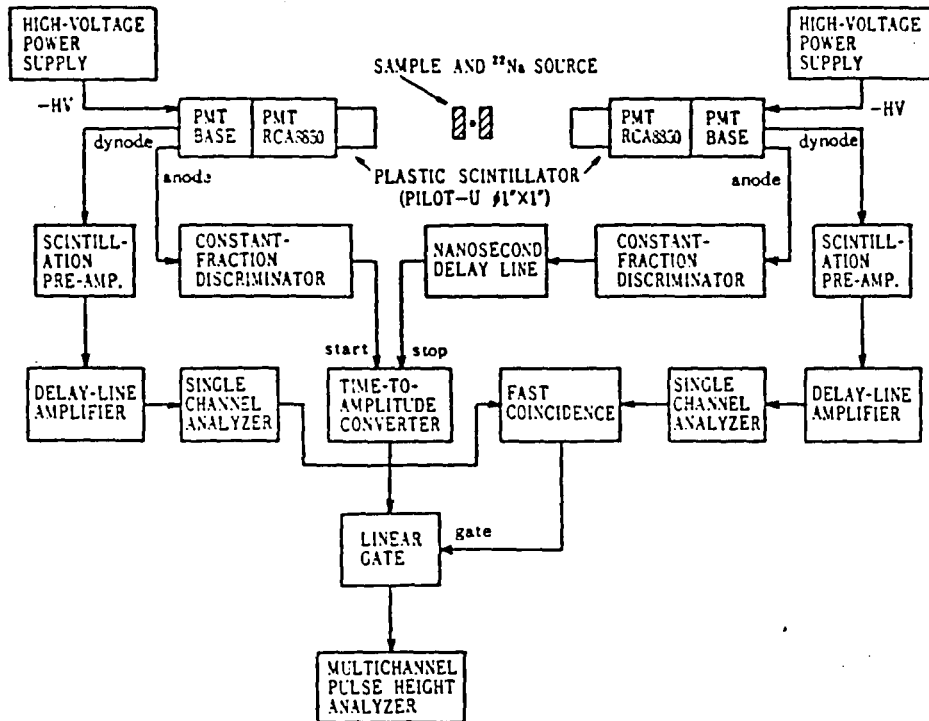 HIGH-VOLTAGE
POWER
SUPPLY
HIGH-VOLTAGE
POWER
SUPPLY
SAMPLE AND ²²Na SOURCE
-HV
-HV
PMT
BASE
PMT
RCA8850
PMT
RCA8850
PMT
BASE
dynode
dynode
anode
anode
PLASTIC SCINTILLATOR
(PILOT-U ∮1"X1")
SCINTILL-
ATION
PRE-AMP.
CONSTANT-
FRACTION
DISCRIMINATOR
NANOSECOND
DELAY LINE
CONSTANT-
FRACTION
DISCRIMINATOR
SCINTILL-
ATION
PRE-AMP.
start
stop
DELAY-LINE
AMPLIFIER
SINGLE
CHANNEL
ANALYZER
TIME-TO-
AMPLITUDE
CONVERTER
FAST
COINCIDENCE
SINGLE
CHANNEL
ANALYZER
DELAY-LINE
AMPLIFIER
LINEAR
GATE
gate
MULTICHANNEL
PULSE HEIGHT
ANALYZER